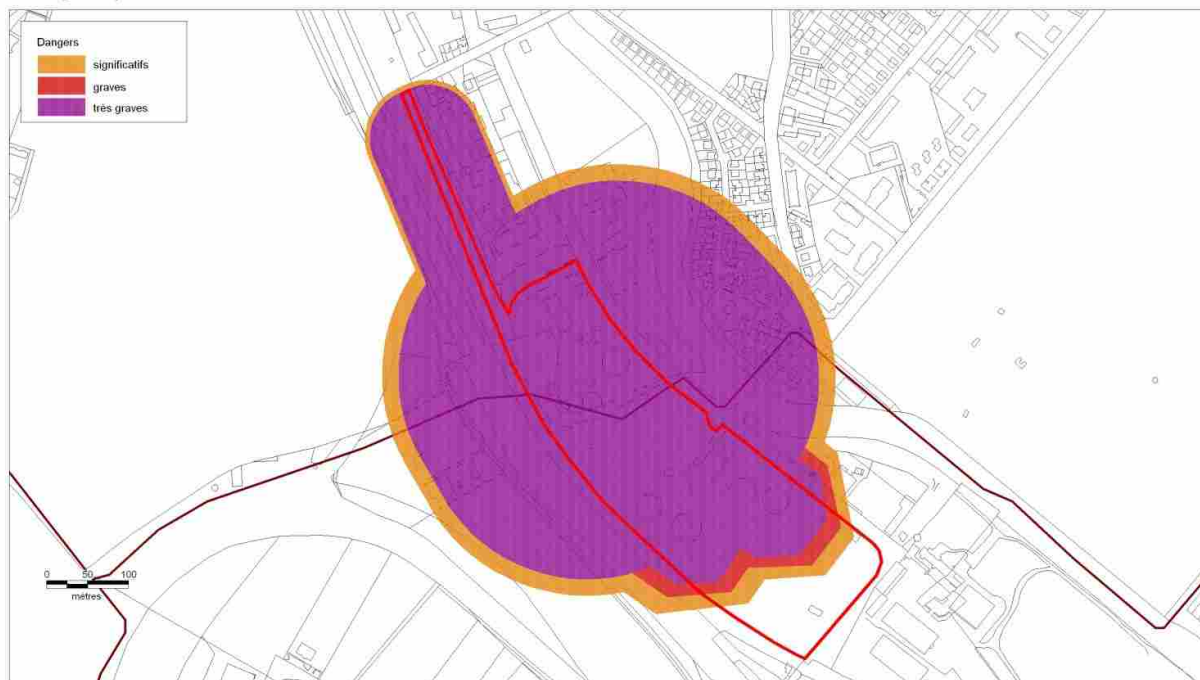 Dangers
significatifs
graves
très graves
0 50 100
mètres